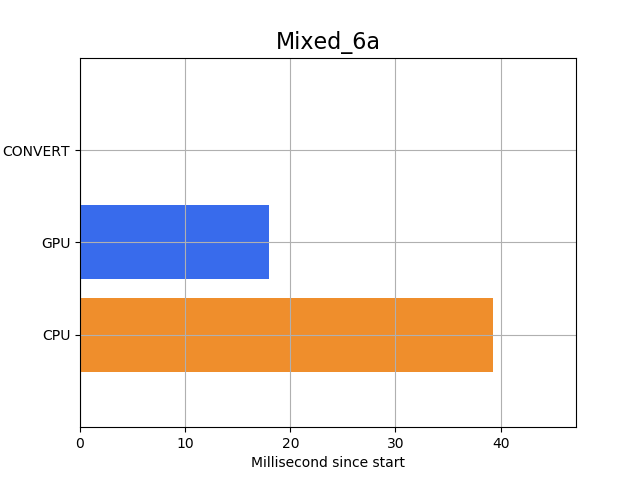 Mixed_6a
CONVERT
GPU
CPU
0 10 20 30 40
Millisecond since start